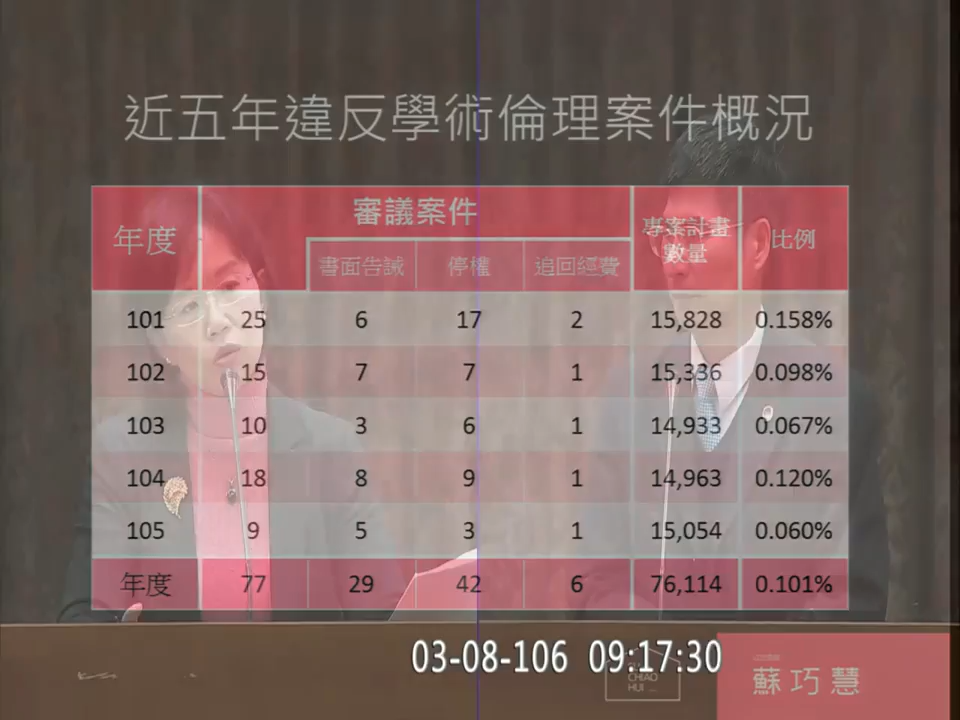 近五年違反學術倫理案件概況
年度 審議案件 專案計畫數量 比例
書面告誡 停權 追回經費
101 25 6 17 2 15,828 0.158%
102 15 7 7 1 15,336 0.098%
103 10 3 6 1 14,933 0.067%
104 18 8 9 1 14,963 0.120%
105 9 5 3 1 15,054 0.060%
年度 77 29 42 6 76,114 0.101%
03-08-106 09:17:30
CHIAO
HUI
蘇巧慧